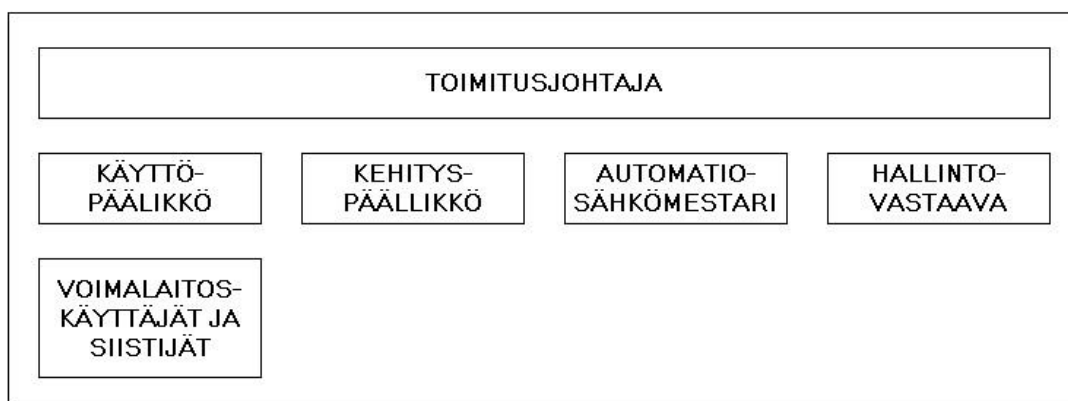 TOIMITUSJOHTAJA
KÄYTTÖ-
PÄÄLIKKÖ
KEHITYS-
PÄÄLLIKKÖ
AUTOMATIO-
SÄHKÖMESTARI
HALLINTO-
VASTAAVA
VOIMALAITOS-
KÄYTTÄJÄT JA
SIISTIJÄT